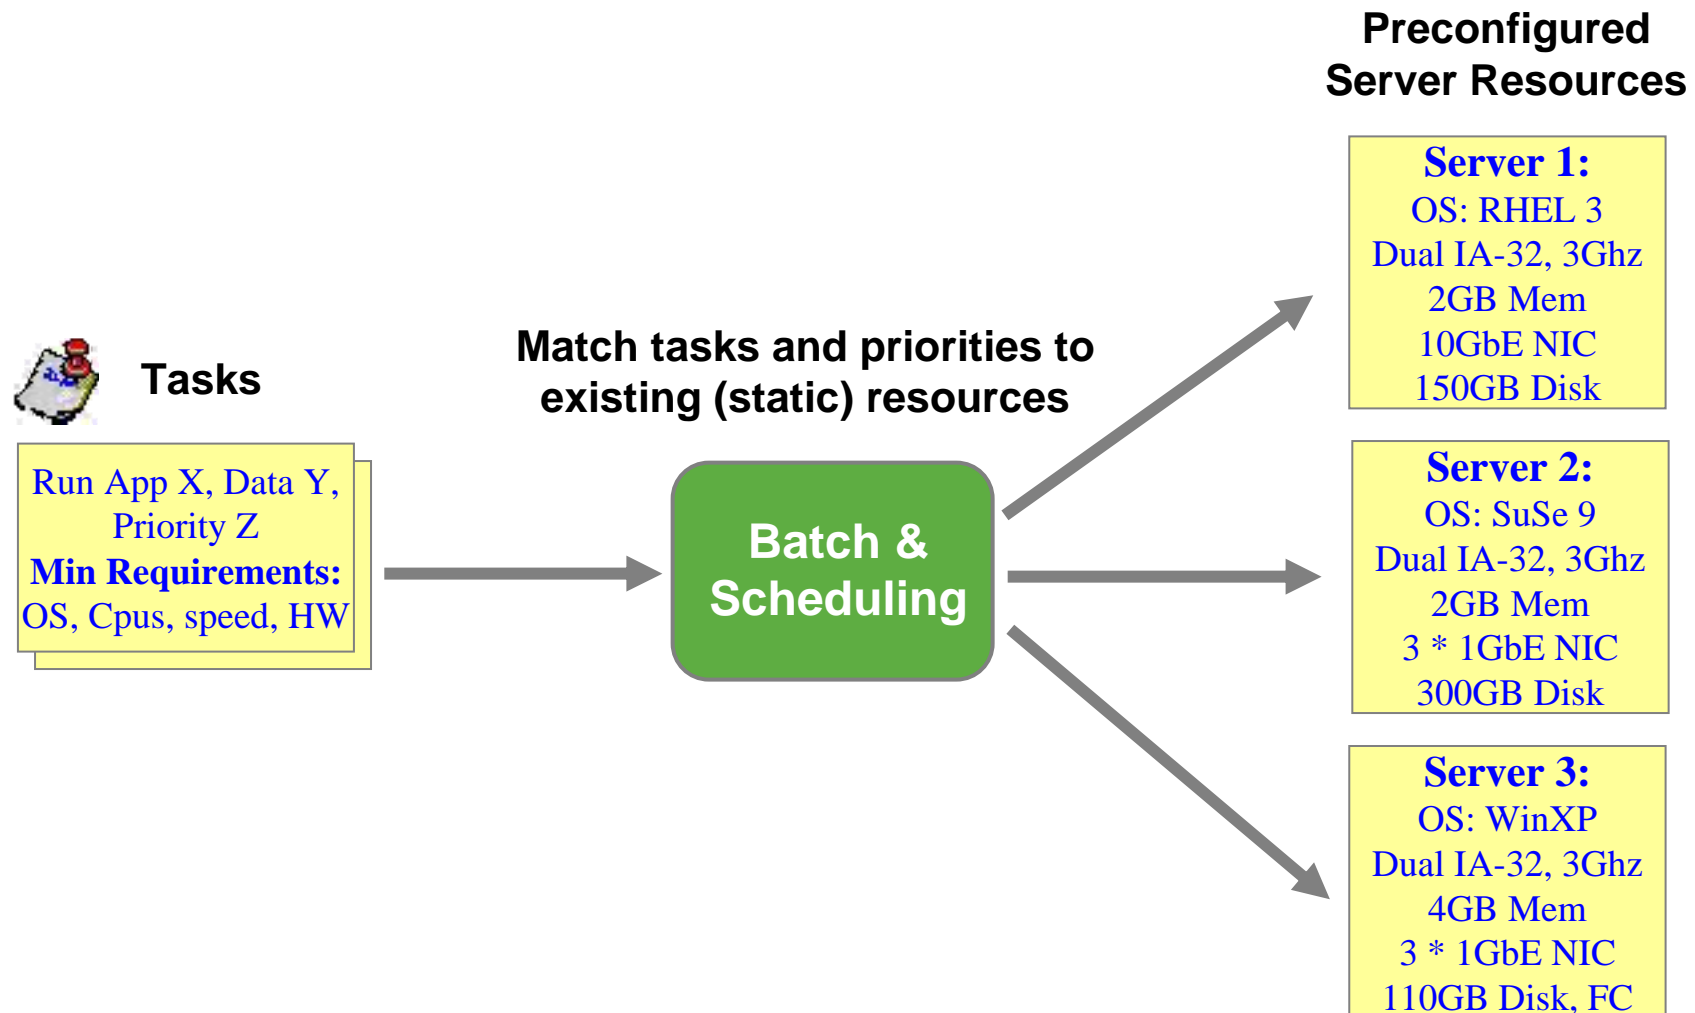 Preconfigured
Server Resources
Tasks
Run App X, Data Y,
Priority Z
Min Requirements:
OS, Cpus, speed, HW
Match tasks and priorities to
existing (static) resources
Batch &
Scheduling
Server 1:
OS: RHEL 3
Dual IA-32, 3Ghz
2GB Mem
10GbE NIC
150GB Disk
Server 2:
OS: SuSe 9
Dual IA-32, 3Ghz
2GB Mem
3 * 1GbE NIC
300GB Disk
Server 3:
OS: WinXP
Dual IA-32, 3Ghz
4GB Mem
3 * 1GbE NIC
110GB Disk, FC